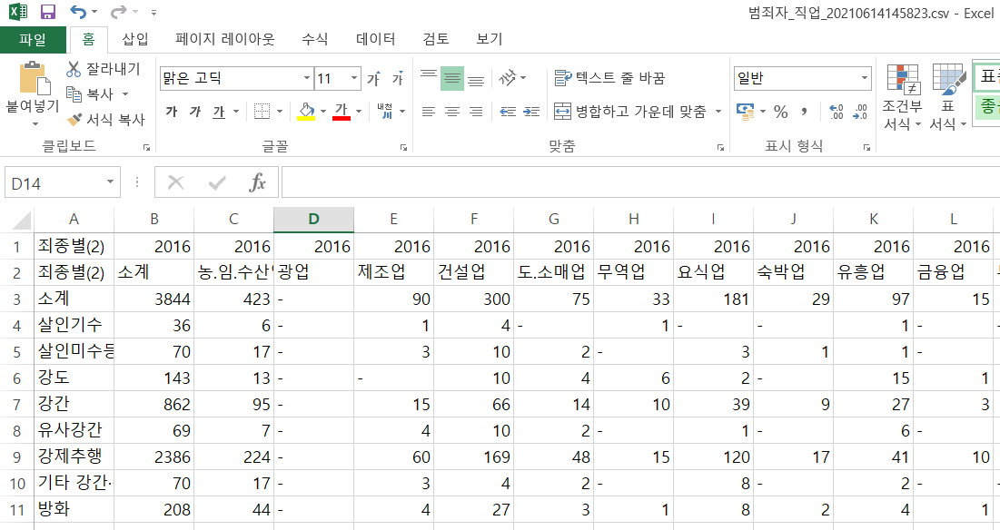 범죄자_직업_20210614145823.csv - Excel
파일 홈 삽입 페이지 레이아웃 수식 데이터 검토 보기
붙여넣기 잘라내기 복사 서식 복사 클립보드
맑은 고딕 11 가 가
가 가 가 내천 가 글꼴
텍스트 줄 바꿈
병합하고 가운데 맞춤
맞춤
일반
% , .0 .00 .00 .0
표시 형식
조건부 서식 표 서식
D14 fx
A B C D E F G H I J K L
1 죄종별(2) 2016 2016 2016 2016 2016 2016 2016 2016 2016 2016 2016
2 죄종별(2) 소계 농.임.수산 광업 제조업 건설업 도.소매업 무역업 요식업 숙박업 유흥업 금융업
3 소계 3844 423 - 90 300 75 33 181 29 97 15
4 살인기수 36 6 - 1 4 - 1 - - 1 -
5 살인미수등 70 17 - 3 10 2 - 3 1 1 -
6 강도 143 13 - - 10 4 6 2 - 15 1
7 강간 862 95 - 15 66 14 10 39 9 27 3
8 유사강간 69 7 - 4 10 2 - 1 - 6 -
9 강제추행 2386 224 - 60 169 48 15 120 17 41 10
10 기타 강간· 70 17 - 3 4 2 - 8 - 2 -
11 방화 208 44 - 4 27 3 1 8 2 4 1